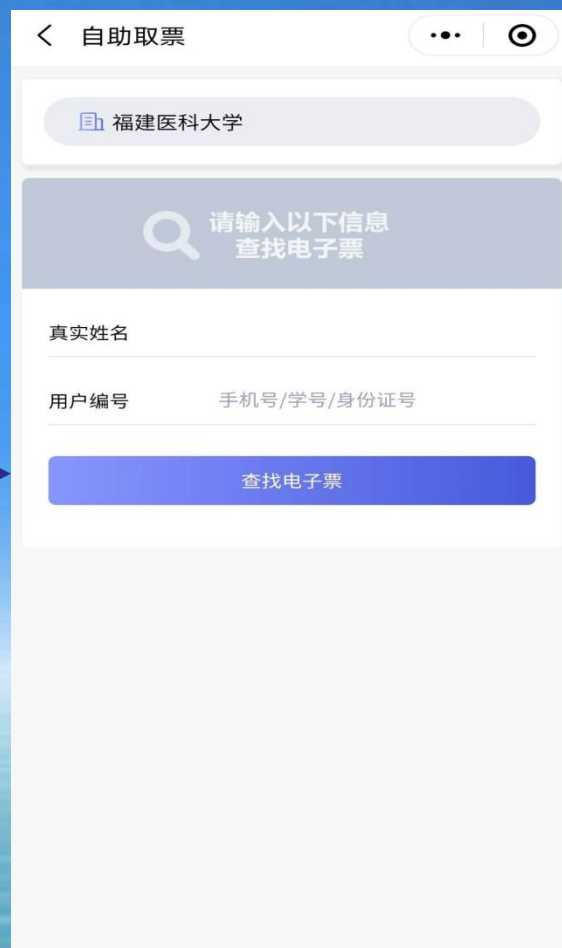 自助取票
福建医科大学
请输入以下信息
查找电子票
真实姓名
用户编号 手机号/学号/身份证号
查找电子票